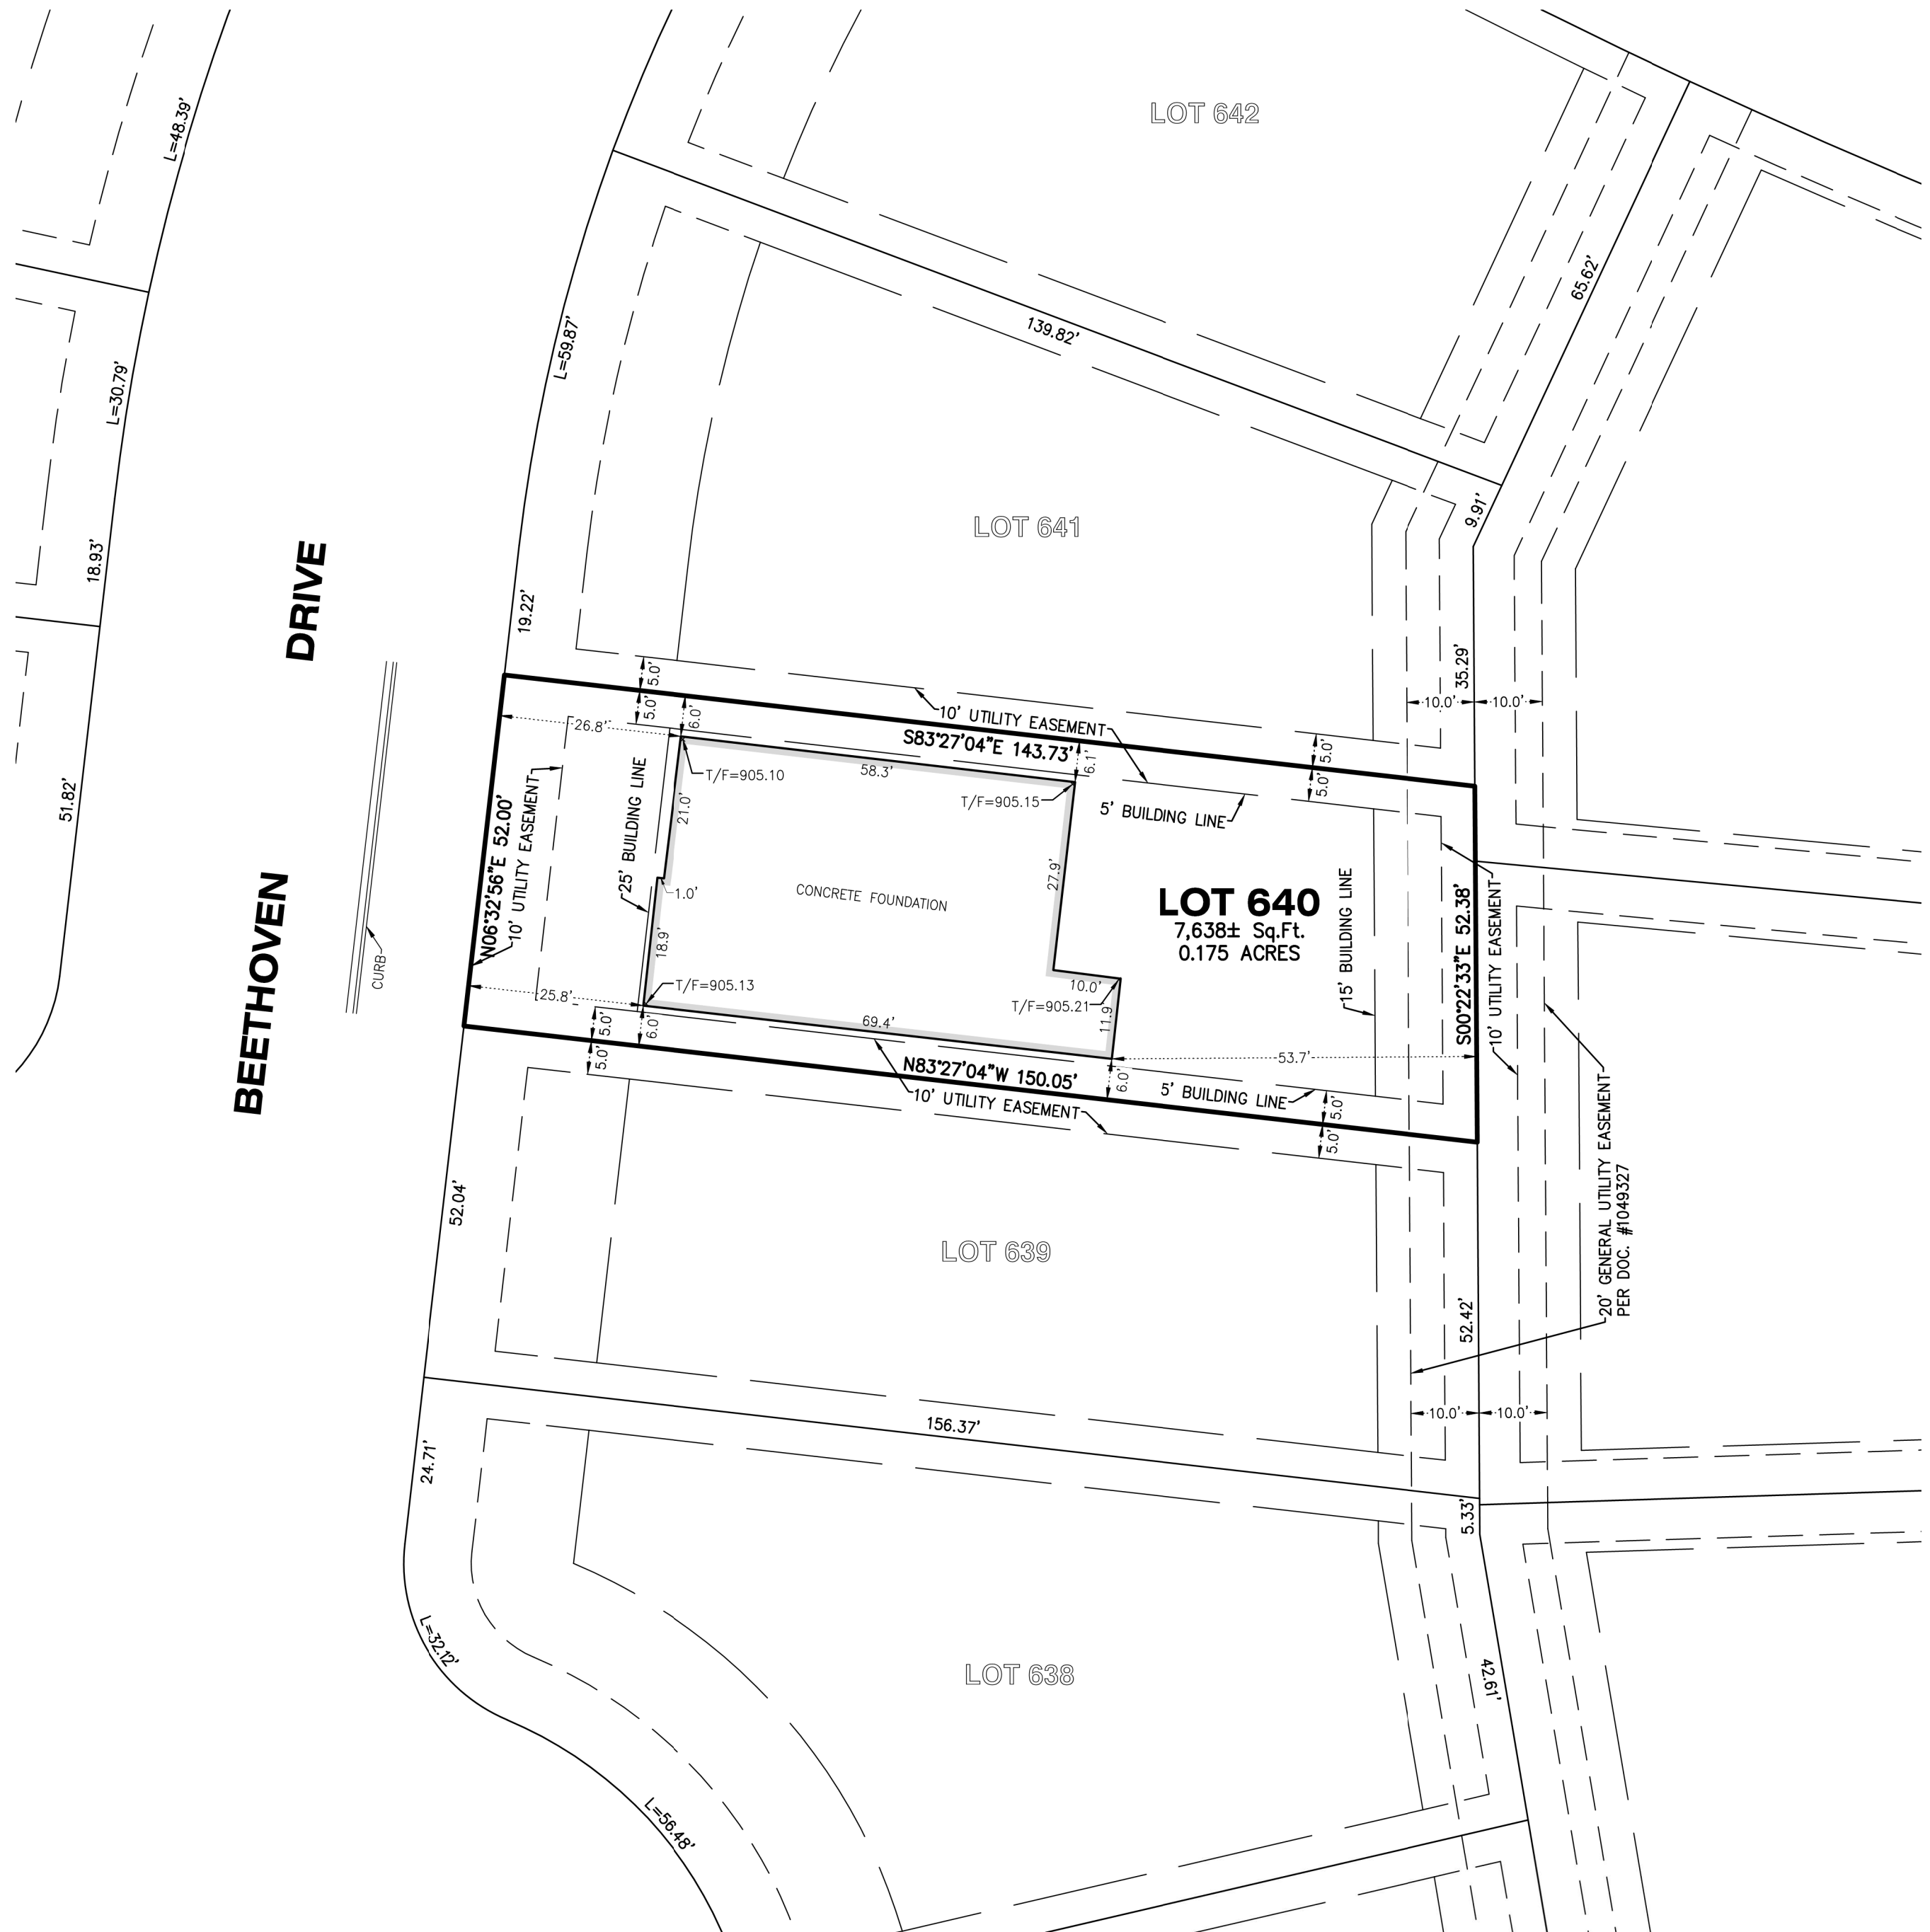 LOT 642
L=48.39'
65.62'
139.82'
L=59.87'
L=30.79'
LOT 641
9.91'
18.93'
DRIVE
19.22'
35.29'
5.0'
5.0'
6.0'
10' UTILITY EASEMENT
10.0'
10.0'
26.8'
S83°27'04"E 143.73'
6.1'
5.0'
5.0'
T/F=905.10
58.3'
T/F=905.15
5' BUILDING LINE
51.82'
N06°32'56"E 52.00'
10' UTILITY EASEMENT
25' BUILDING LINE
21.0'
27.9'
1.0'
CONCRETE FOUNDATION
LOT 640
7,638± Sq.Ft.
0.175 ACRES
15' BUILDING LINE
S00°22'33"E 52.38'
10' UTILITY EASEMENT
18.9'
CURB
BEETHOVEN
25.8'
T/F=905.13
10.0'
T/F=905.21
11.9'
69.4'
5.0'
5.0'
6.0'
53.7'
N83°27'04"W 150.05'
6.0'
5' BUILDING LINE
5.0'
5.0'
10' UTILITY EASEMENT
20' GENERAL UTILITY EASEMENT
PER DOC. #1049327
52.04'
LOT 639
52.42'
10.0'
10.0'
156.37'
24.71'
5.33'
L=32.12'
LOT 638
42.61'
L=56.48'